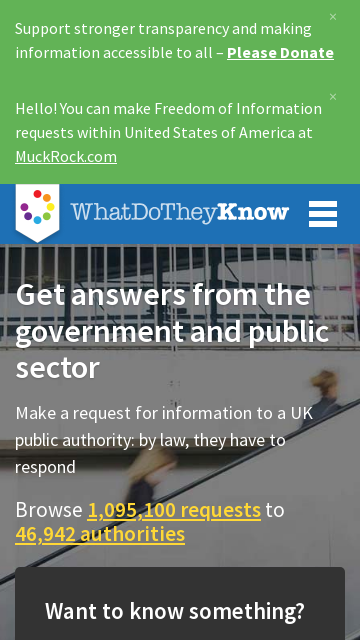 Support stronger transparency and making
information accessible to all – Please Donate
×
Hello! You can make Freedom of Information
requests within United States of America at
MuckRock.com
×
WhatDoTheyKnow
Get answers from the
government and public
sector
Make a request for information to a UK
public authority: by law, they have to
respond
Browse 1,095,100 requests to
46,942 authorities
Want to know something?